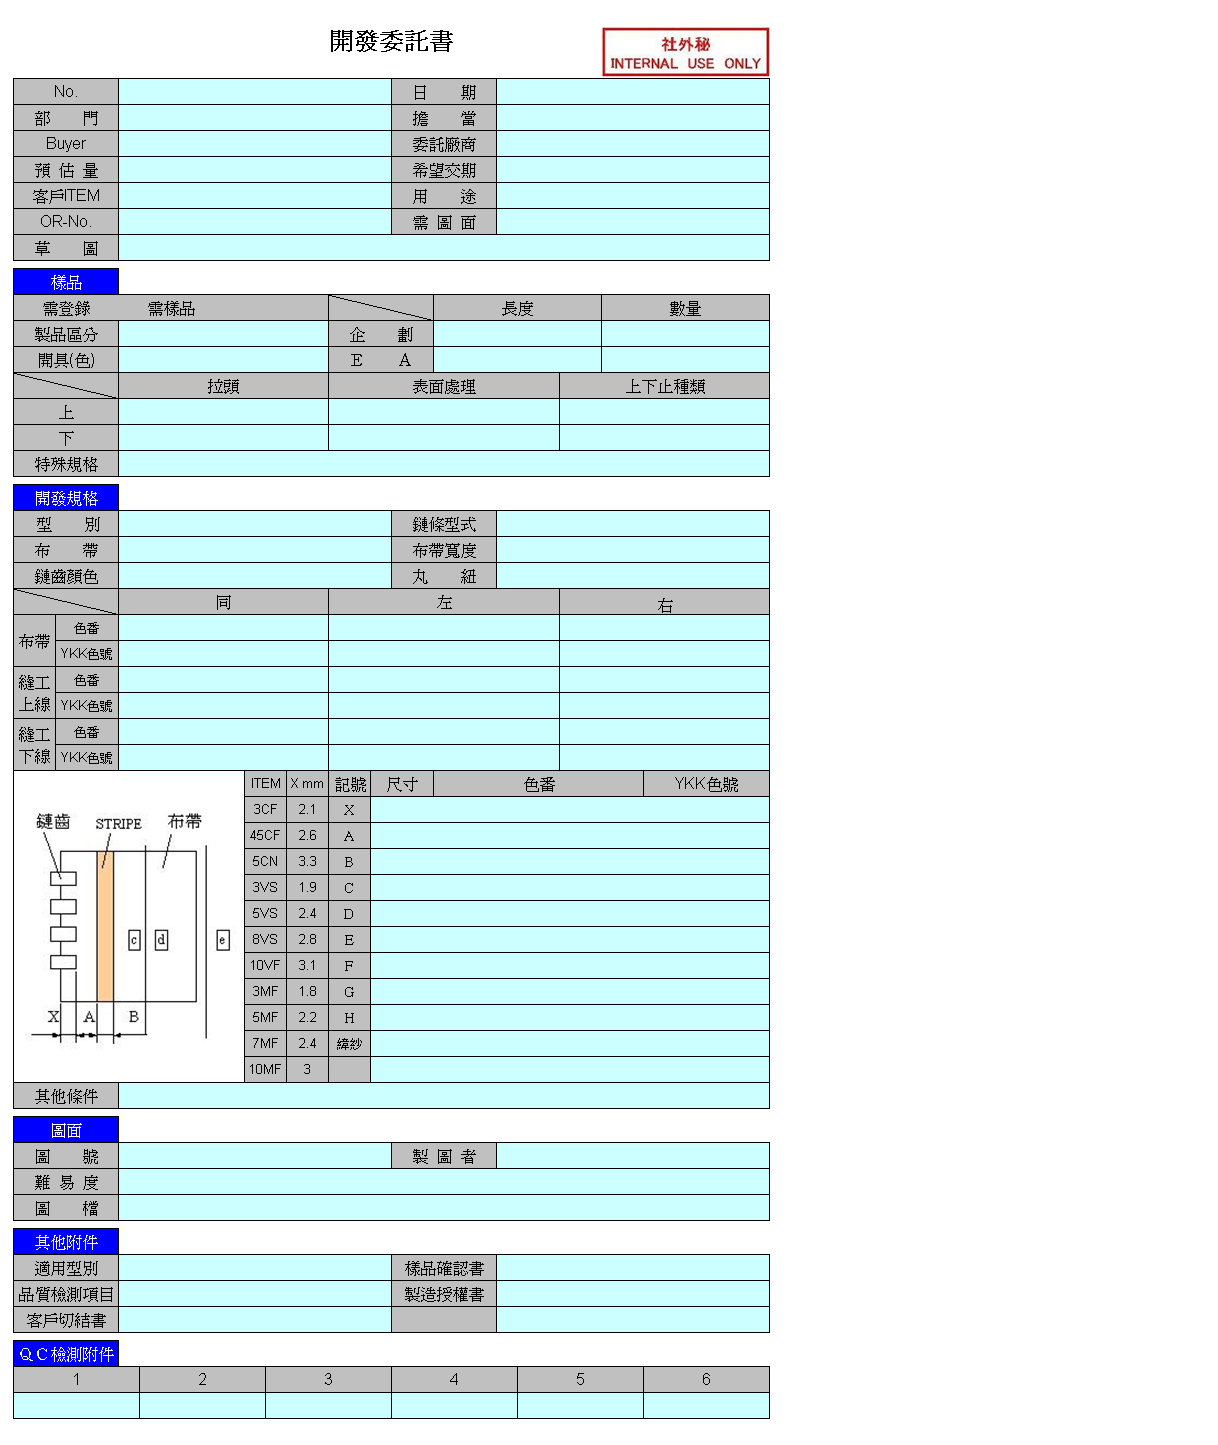 開發委託書
社外秘
INTERNAL USE ONLY
No. 日 期
部 門 擔 當
Buyer 委託廠商
預 估 量 希望交期
客戶ITEM 用 途
OR-No. 需 圖 面
草 圖
樣品
需登錄 需樣品 長度 數量
製品區分 企 劃
開具(色) E A
拉頭 表面處理 上下止種類
上
下
特殊規格
開發規格
型 別 鏈條型式
布 帶 布帶寬度
鏈齒顏色 丸 紐
同 左 右
布帶 色番
YKK色號
縫工上線 色番
YKK色號
縫工下線 色番
YKK色號
鏈齒 STRIPE 布帶
c d e
X A B
ITEM X mm 記號 尺寸 色番 YKK色號
3CF 2.1 X
45CF 2.6 A
5CN 3.3 B
3VS 1.9 C
5VS 2.4 D
8VS 2.8 E
10VF 3.1 F
3MF 1.8 G
5MF 2.2 H
7MF 2.4 緯紗
10MF 3
其他條件
圖面
圖 號 製 圖 者
難 易 度
圖 檔
其他附件
適用型別 樣品確認書
品質檢測項目 製造授權書
客戶切結書
ＱＣ檢測附件
1 2 3 4 5 6